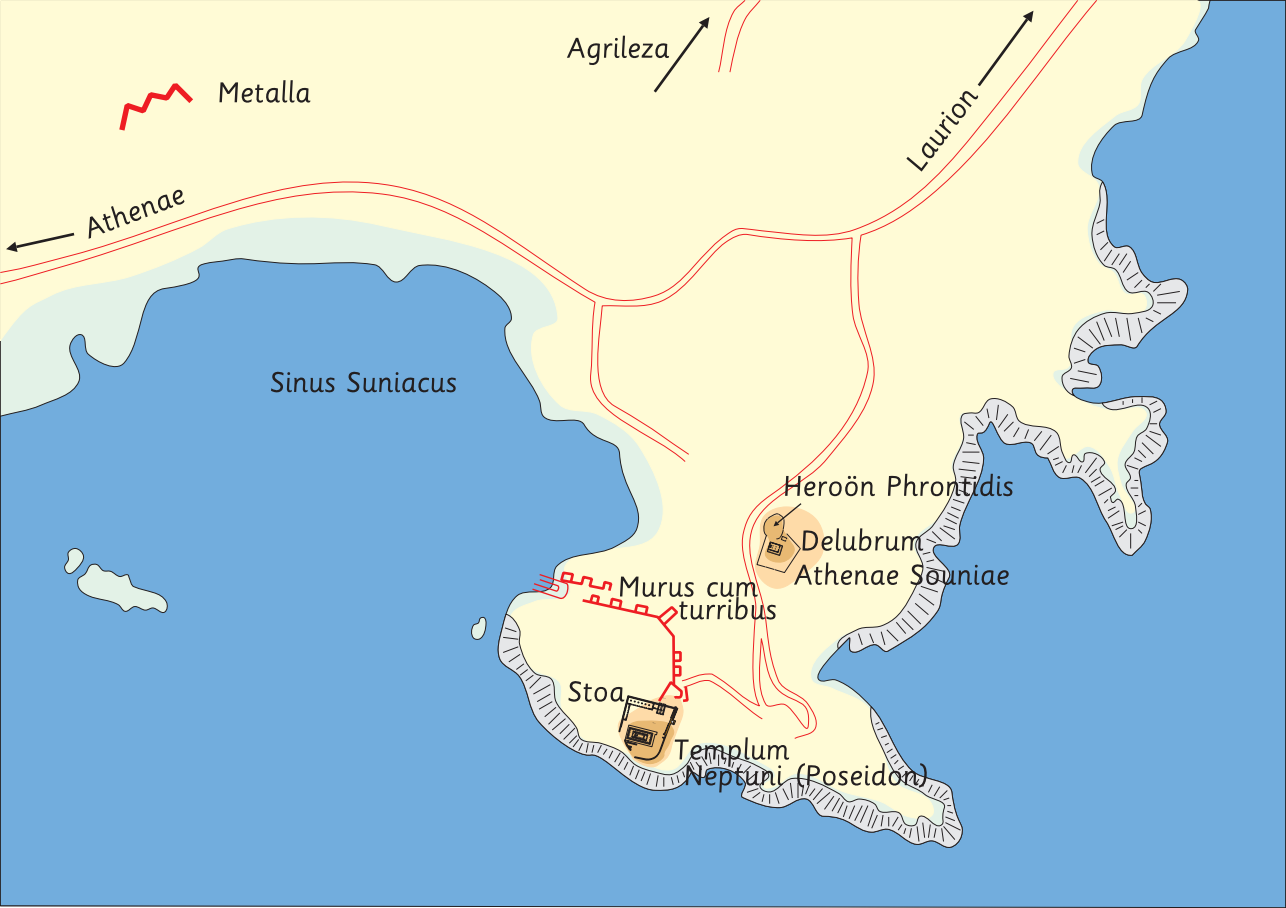 Agrileza
Metalla
Laurion
Athenae
Sinus Suniacus
Heroön Phrontidis
Delubrum
Athenae Souniae
Murus cum
turribus
Stoa
Templum
Neptuni (Poseidon)